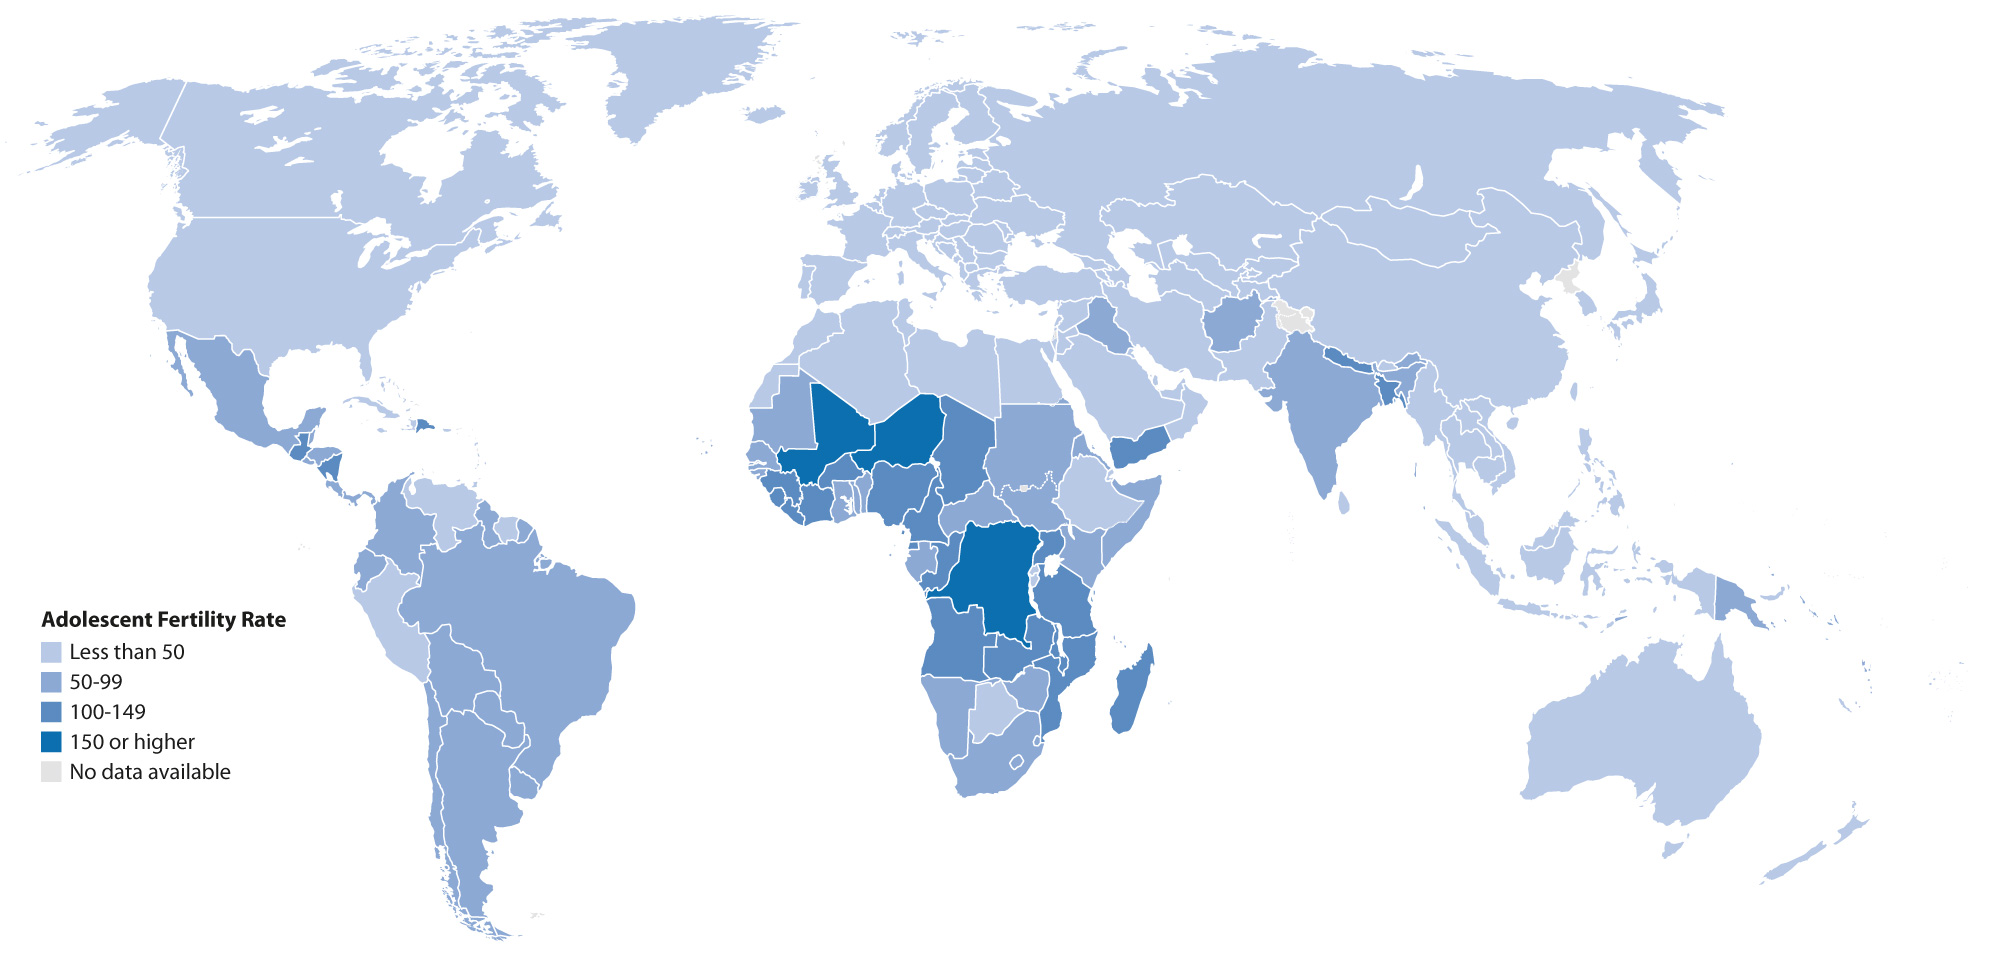 Adolescent Fertility Rate
Less than 50
50-99
100-149
150 or higher
No data available